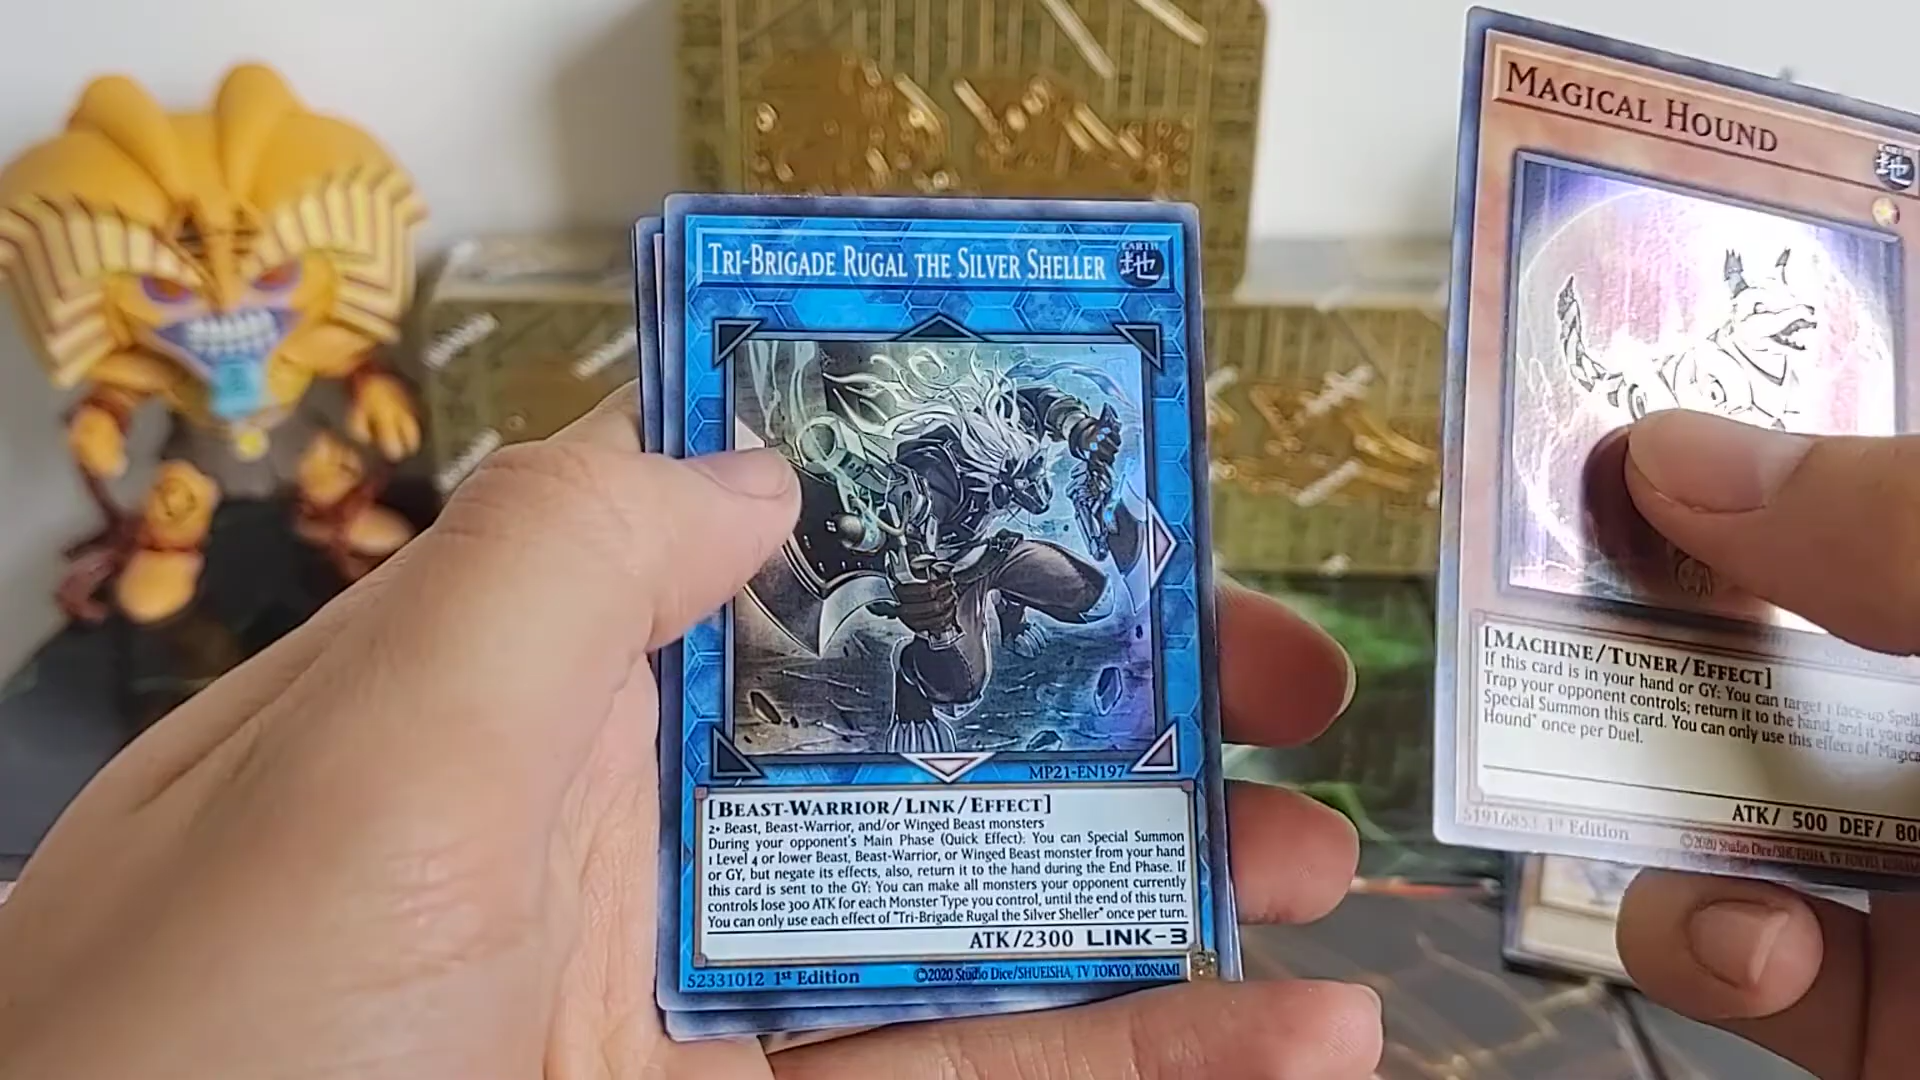 TRI-BRIGADE RUGAL THE SILVER SHELLER
EARTH
地
MP21-EN197
[BEAST-WARRIOR/LINK/EFFECT]
2+ Beast, Beast-Warrior, and/or Winged Beast monsters
During your opponent's Main Phase (Quick Effect): You can Special Summon
1 Level 4 or lower Beast, Beast-Warrior, or Winged Beast monster from your hand
or GY, but negate its effects, also, return it to the hand during the End Phase. If
this card is sent to the GY: You can make all monsters your opponent currently
controls lose 300 ATK for each Monster Type you control, until the end of this turn.
You can only use each effect of "Tri-Brigade Rugal the Silver Sheller" once per turn.
ATK/2300 LINK-3
52331012 1st Edition ©2020 Studio Dice/SHUEISHA, TV TOKYO, KONAMI
MAGICAL HOUND
EARTH
地
[MACHINE/TUNER/EFFECT]
If this card is in your hand or GY: You can target 1 face-up Spell
Trap your opponent controls; return it to the hand, and if you do
Special Summon this card. You can only use this effect of "Magica
Hound" once per Duel.
ATK/ 500 DEF/ 800
51916853 1st Edition
©2020 Studio Dice/SHUEISHA, TV TOKYO, KONAMI